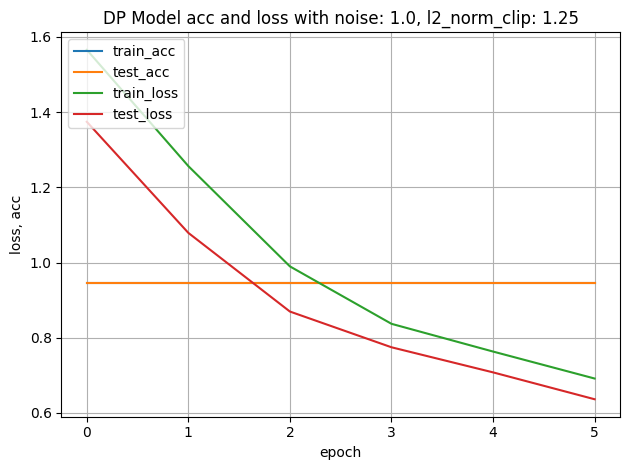 DP Model acc and loss with noise: 1.0, l2_norm_clip: 1.25
train_acc
test_acc
train_loss
test_loss
loss, acc
1.6
1.4
1.2
1.0
0.8
0.6
0 1 2 3 4 5
epoch